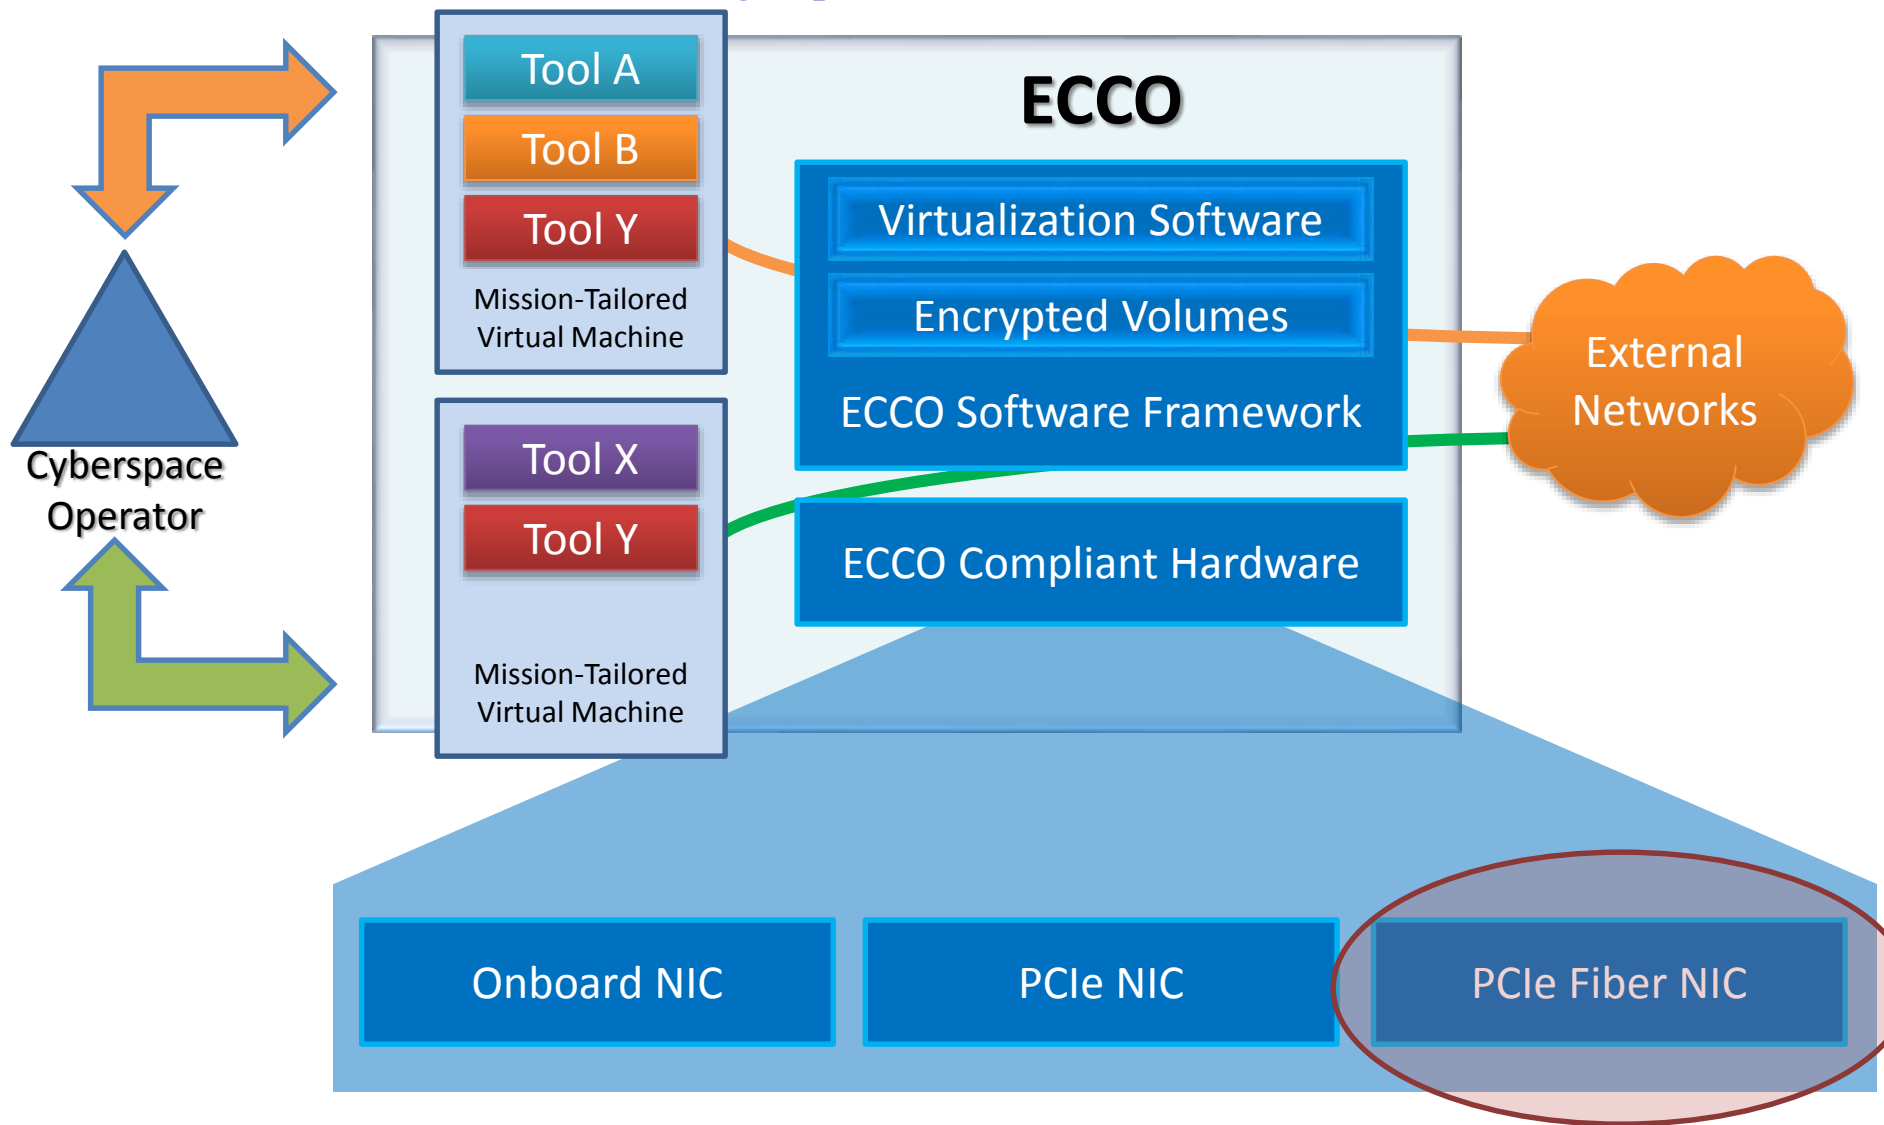 Tool A
Tool B
Tool Y
Mission-Tailored
Virtual Machine
ECCO
Virtualization Software
Encrypted Volumes
ECCO Software Framework
External
Networks
Cyberspace
Operator
Tool X
Tool Y
Mission-Tailored
Virtual Machine
ECCO Compliant Hardware
Onboard NIC
PCIe NIC
PCIe Fiber NIC